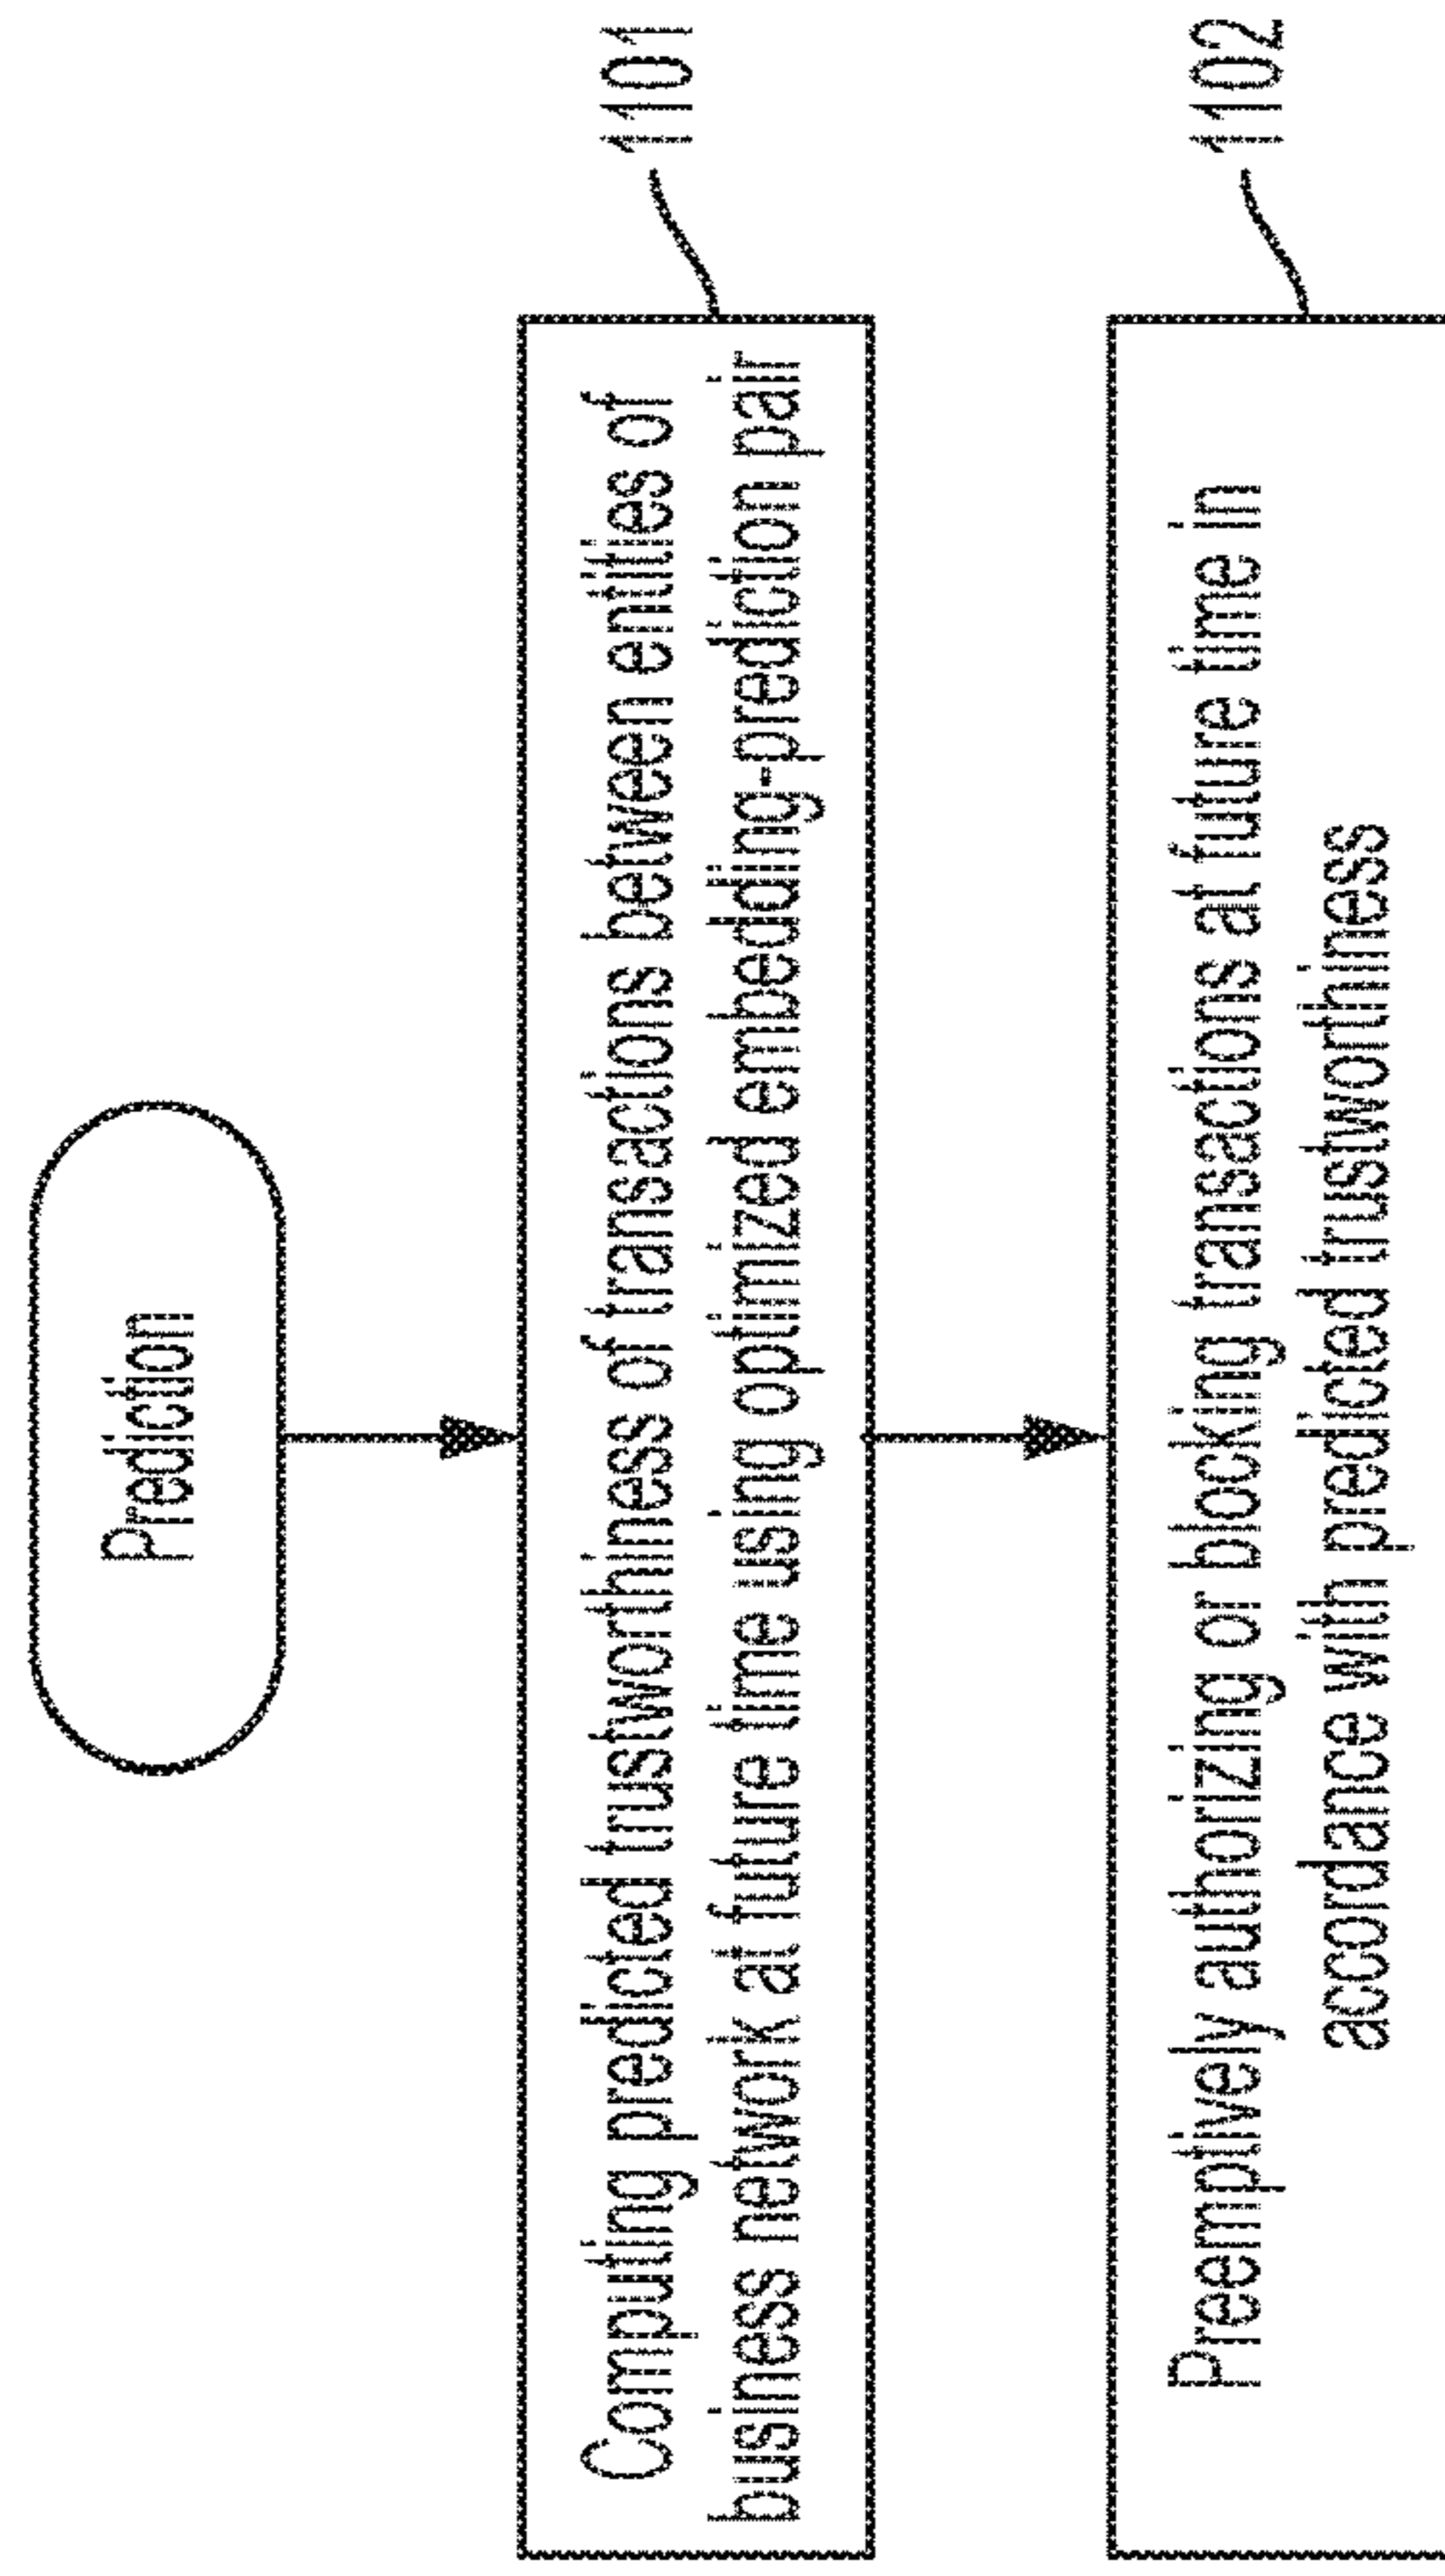 Prediction
Computing predicted trustworthiness of transactions between entities of
business network at future time using optimized embedding-prediction pair
1101
Preemptively authorizing or blocking transactions at future time in
accordance with predicted trustworthiness
1102